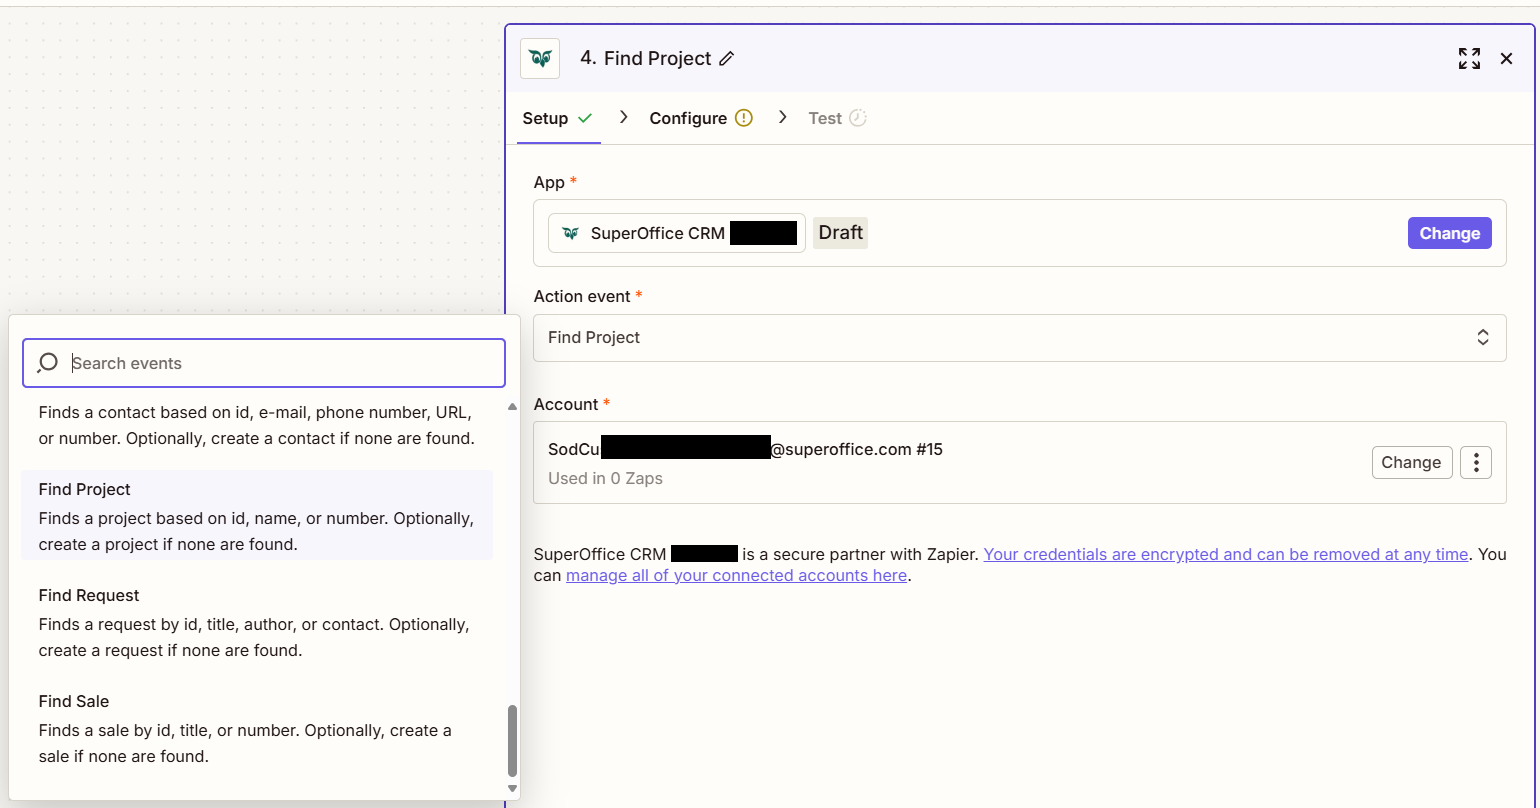 4. Find Project
Setup
Configure
Test
App *
SuperOffice CRM
Draft
Change
Action event *
Find Project
Account *
SodCu @superoffice.com #15
Used in 0 Zaps
Change
SuperOffice CRM is a secure partner with Zapier. Your credentials are encrypted and can be removed at any time. You
can manage all of your connected accounts here.
Search events
Finds a contact based on id, e-mail, phone number, URL,
or number. Optionally, create a contact if none are found.
Find Project
Finds a project based on id, name, or number. Optionally,
create a project if none are found.
Find Request
Finds a request by id, title, author, or contact. Optionally,
create a request if none are found.
Find Sale
Finds a sale by id, title, or number. Optionally, create a
sale if none are found.